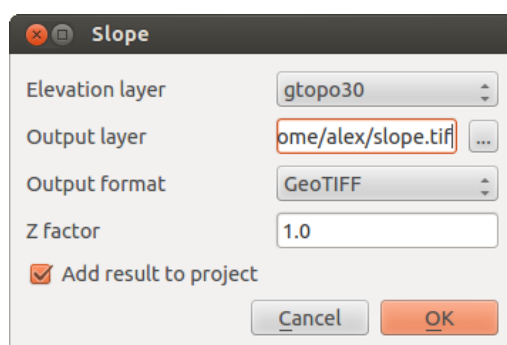 Slope
Elevation layer gtopo30
Output layer ome/alex/slope.tif ...
Output format GeoTIFF
Z factor 1.0
Add result to project
Cancel OK